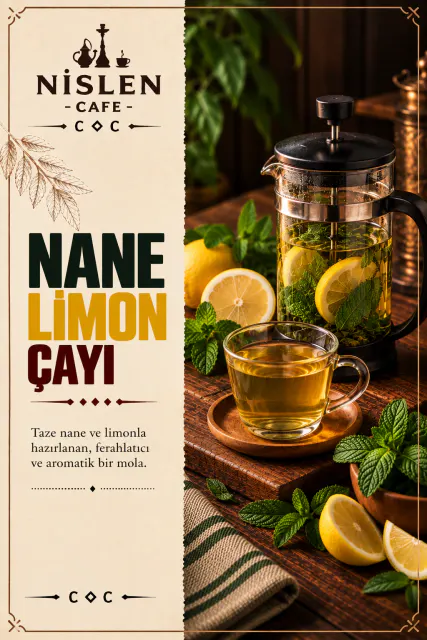 NİSLEN
- CAFE -
C ◇ C
NANE
LİMON
ÇAYI
Taze nane ve limonla
hazırlanan, ferahlatıcı
ve aromatik bir mola.
C ◇ C